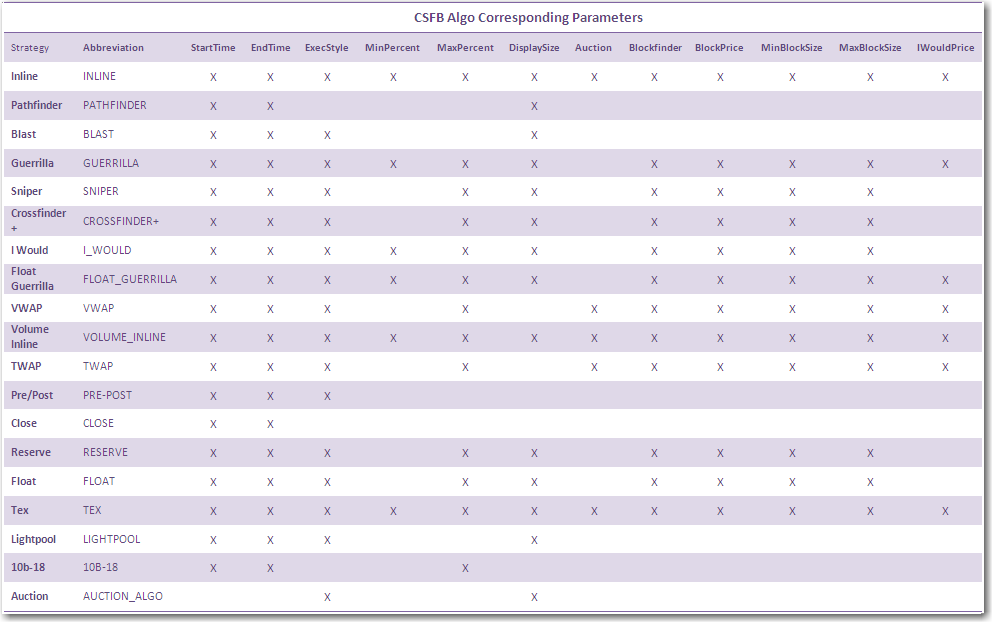 CSFB Algo Corresponding Parameters
Strategy Abbreviation StartTime EndTime ExecStyle MinPercent MaxPercent DisplaySize Auction Blockfinder BlockPrice MinBlockSize MaxBlockSize IWouldPrice
Inline INLINE X X X X X X X X X X X X
Pathfinder PATHFINDER X X X
Blast BLAST X X X X
Guerrilla GUERRILLA X X X X X X X X X X X
Sniper SNIPER X X X X X X X X X
Crossfinder
+ CROSSFINDER+ X X X X X X X X X
I Would I_WOULD X X X X X X X X X X
Float
Guerrilla FLOAT_GUERRILLA X X X X X X X X X X X
VWAP VWAP X X X X X X X X X X
Volume
Inline VOLUME_INLINE X X X X X X X X X X X X
TWAP TWAP X X X X X X X X X X
Pre/Post PRE-POST X X X
Close CLOSE X X
Reserve RESERVE X X X X X X X X X
Float FLOAT X X X X X X X X X
Tex TEX X X X X X X X X X X X X
Lightpool LIGHTPOOL X X X X
10b-18 10B-18 X X X
Auction AUCTION_ALGO X X